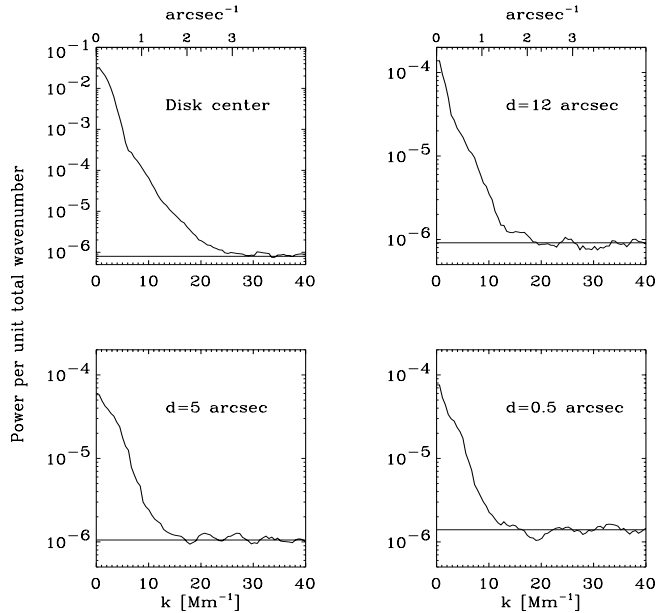 arcsec⁻¹ arcsec⁻¹
0 1 2 3 0 1 2 3
10⁻¹
10⁻²
10⁻³
10⁻⁴
10⁻⁵
10⁻⁶
Disk center
0 10 20 30 40
10⁻⁴
10⁻⁵
10⁻⁶
d=12 arcsec
0 10 20 30 40
Power per unit total wavenumber
10⁻⁴
10⁻⁵
10⁻⁶
d=5 arcsec
0 10 20 30 40
k [Mm⁻¹]
10⁻⁴
10⁻⁵
10⁻⁶
d=0.5 arcsec
0 10 20 30 40
k [Mm⁻¹]